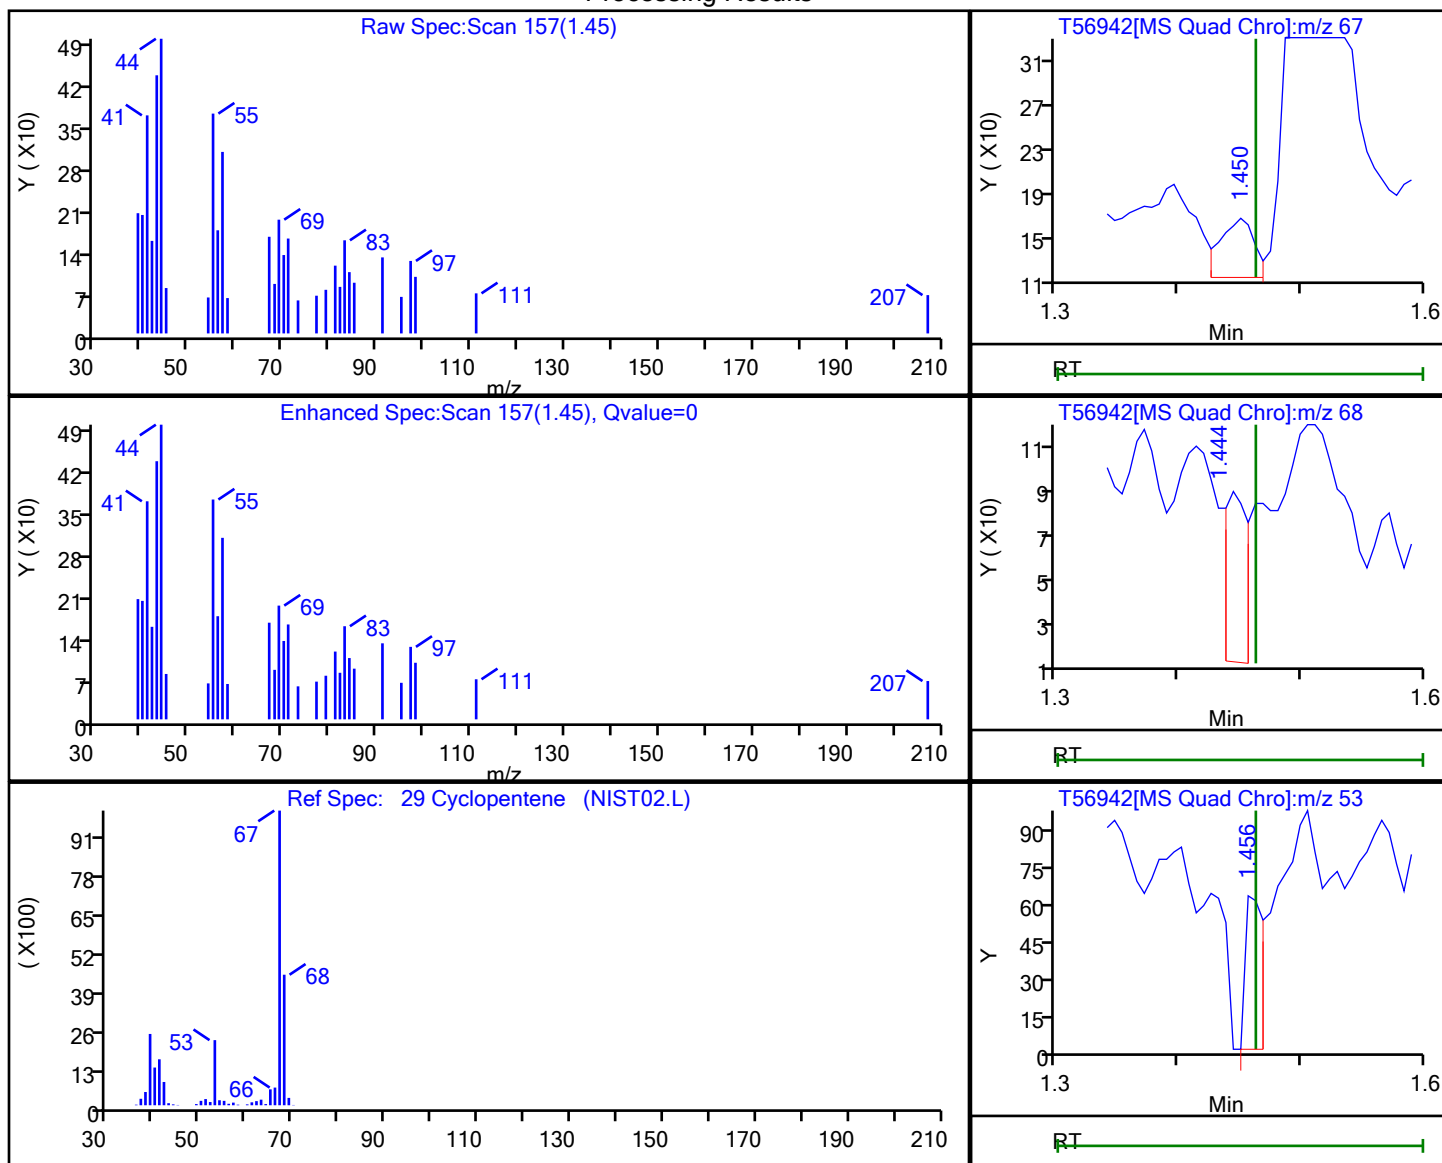 Processing Results
Raw Spec:Scan 157(1.45)
49
42
35
28
21
14
7
0
Y ( X10)
44
41
55
69
83
97
111
207
30 50 70 90 110 130 150 170 190 210
m/z
T56942[MS Quad Chro]:m/z 67
31
27
23
19
15
11
Y ( X10)
1.450
1.3 1.6
Min
RT
Enhanced Spec:Scan 157(1.45), Qvalue=0
49
42
35
28
21
14
7
0
Y ( X10)
44
41
55
69
83
97
111
207
30 50 70 90 110 130 150 170 190 210
m/z
T56942[MS Quad Chro]:m/z 68
11
9
7
5
3
1
Y ( X10)
1.444
1.3 1.6
Min
RT
Ref Spec: 29 Cyclopentene (NIST02.L)
91
78
65
52
39
26
13
0
( X100)
67
68
53
66
30 50 70 90 110 130 150 170 190 210
T56942[MS Quad Chro]:m/z 53
90
75
60
45
30
15
0
Y
1.456
1.3 1.6
Min
RT